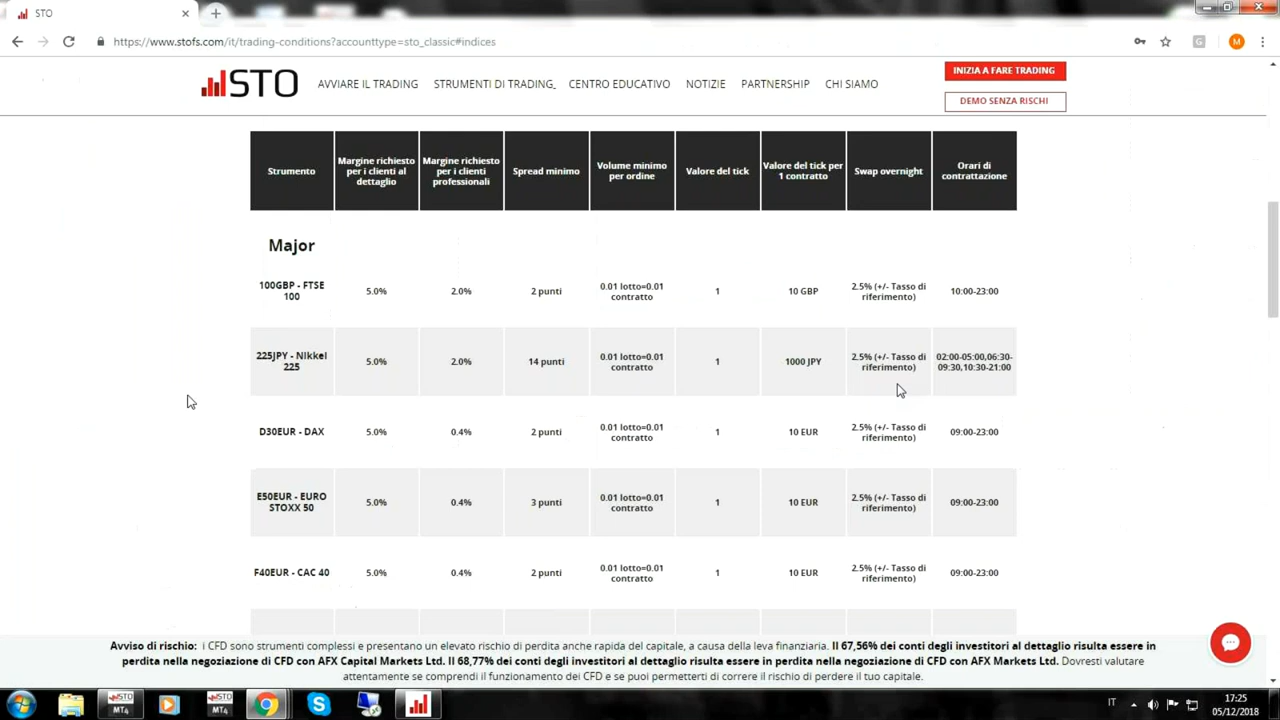 STO
https://www.stofs.com/it/trading-conditions?accounttype=sto_classic#indices
G
M
STO
AVVIARE IL TRADING
STRUMENTI DI TRADING_
CENTRO EDUCATIVO
NOTIZIE
PARTNERSHIP
CHI SIAMO
INIZIA A FARE TRADING
DEMO SENZA RISCHI
Strumento
Margine richiesto
per i clienti al
dettaglio
Margine richiesto
per i clienti
professionali
Spread minimo
Volume minimo
per ordine
Valore del tick
Valore del tick per
1 contratto
Swap overnight
Orari di
contrattazione
Major
100GBP - FTSE
100
5.0%
2.0%
2 punti
0.01 lotto=0.01
contratto
1
10 GBP
2.5% (+/- Tasso di
riferimento)
10:00-23:00
225JPY - Nikkei
225
5.0%
2.0%
14 punti
0.01 lotto=0.01
contratto
1
1000 JPY
2.5% (+/- Tasso di
riferimento)
02:00-05:00,06:30-
09:30,10:30-21:00
D30EUR - DAX
5.0%
0.4%
2 punti
0.01 lotto=0.01
contratto
1
10 EUR
2.5% (+/- Tasso di
riferimento)
09:00-23:00
E50EUR - EURO
STOXX 50
5.0%
0.4%
3 punti
0.01 lotto=0.01
contratto
1
10 EUR
2.5% (+/- Tasso di
riferimento)
09:00-23:00
F40EUR - CAC 40
5.0%
0.4%
2 punti
0.01 lotto=0.01
contratto
1
10 EUR
2.5% (+/- Tasso di
riferimento)
09:00-23:00
Avviso di rischio: i CFD sono strumenti complessi e presentano un elevato rischio di perdita anche rapida del capitale, a causa della leva finanziaria. Il 67,56% dei conti degli investitori al dettaglio risulta essere in
perdita nella negoziazione di CFD con AFX Capital Markets Ltd. Il 68,77% dei conti degli investitori al dettaglio risulta essere in perdita nella negoziazione di CFD con AFX Markets Ltd. Dovresti valutare
attentamente se comprendi il funzionamento dei CFD e se puoi permetterti di correre il rischio di perdere il tuo capitale.
STO
MT4
STO
MT4
IT
17:25
05/12/2018